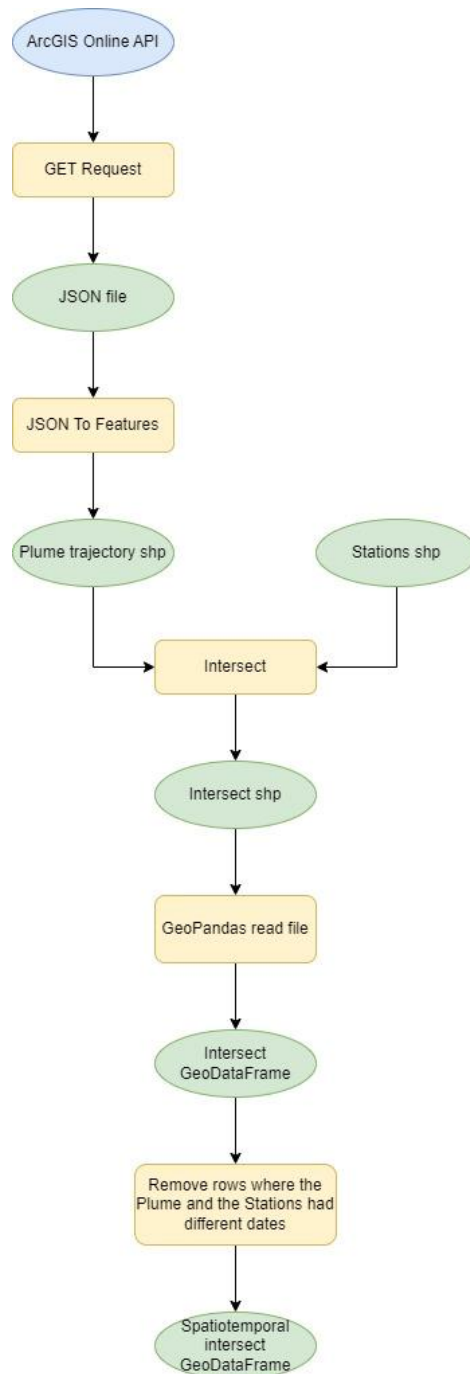 ArcGIS Online API
GET Request
JSON file
JSON To Features
Plume trajectory shp
Stations shp
Intersect
Intersect shp
GeoPandas read file
Intersect
GeoDataFrame
Remove rows where the
Plume and the Stations had
different dates
Spatiotemporal
intersect
GeoDataFrame